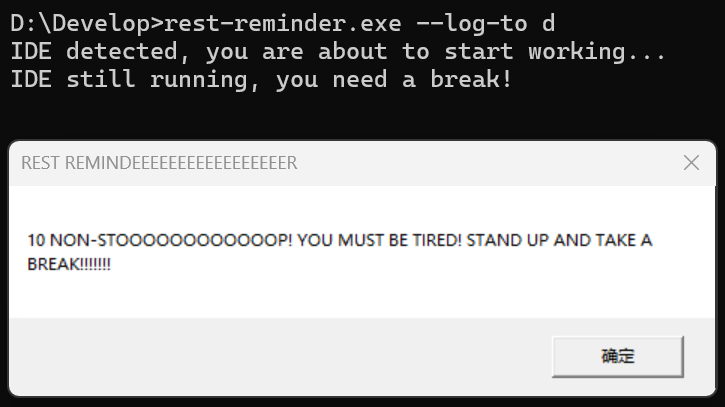 D:\Develop>rest-reminder.exe --log-to d
IDE detected, you are about to start working...
IDE still running, you need a break!
REST REMINDEEEEEEEEEEEEEEEEER
10 NON-STOOOOOOOOOOOOP! YOU MUST BE TIRED! STAND UP AND TAKE A
BREAK!!!!!!!
确定